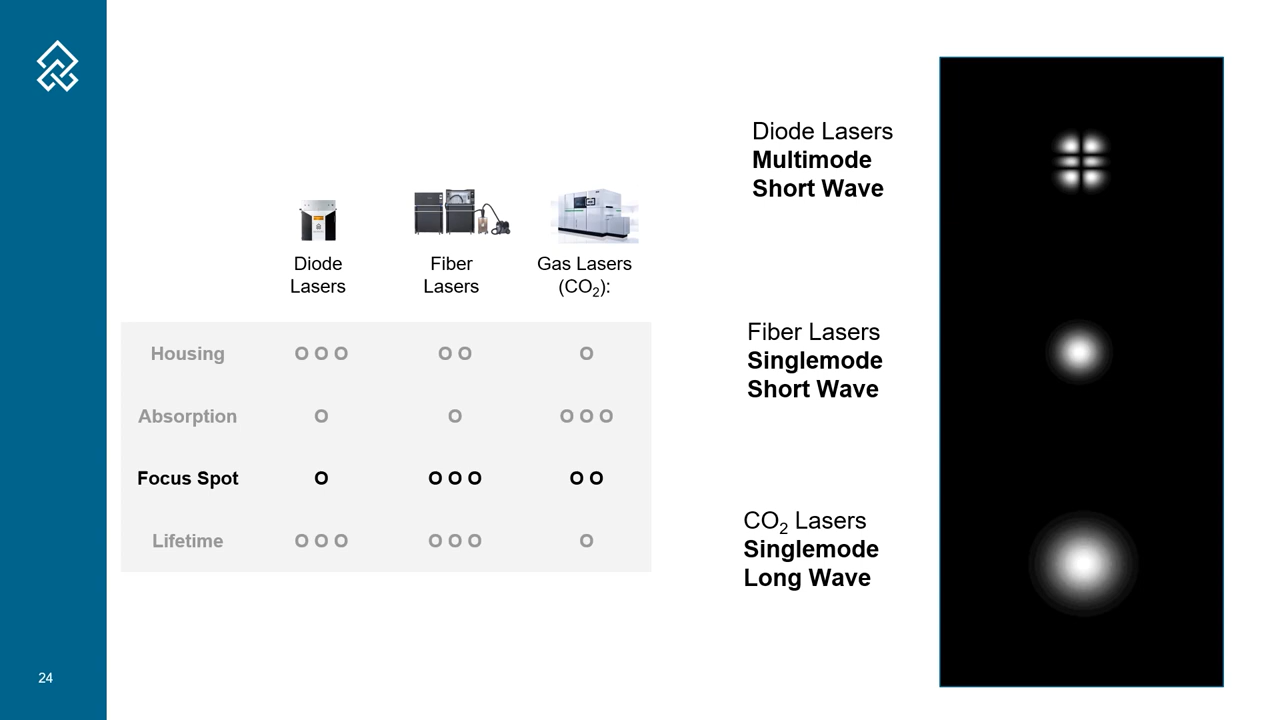 Diode Lasers
Multimode
Short Wave
Diode
Lasers
Fiber
Lasers
Gas Lasers
(CO₂):
Housing O O O O O O
Absorption O O O O O
Focus Spot O O O O O O
Lifetime O O O O O O O
Fiber Lasers
Singlemode
Short Wave
CO₂ Lasers
Singlemode
Long Wave
24